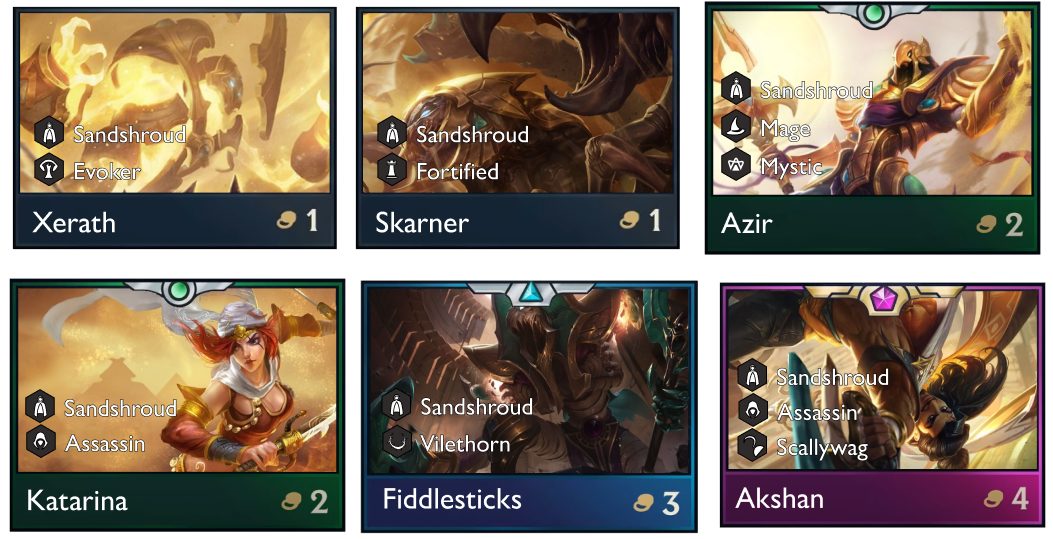 Sandshroud
Evoker
Xerath
1
Sandshroud
Fortified
Skarner
1
Sandshroud
Mage
Mystic
Azir
2
Sandshroud
Assassin
Katarina
2
Sandshroud
Vilethorn
Fiddlesticks
3
Sandshroud
Assassin
Scallywag
Akshan
4